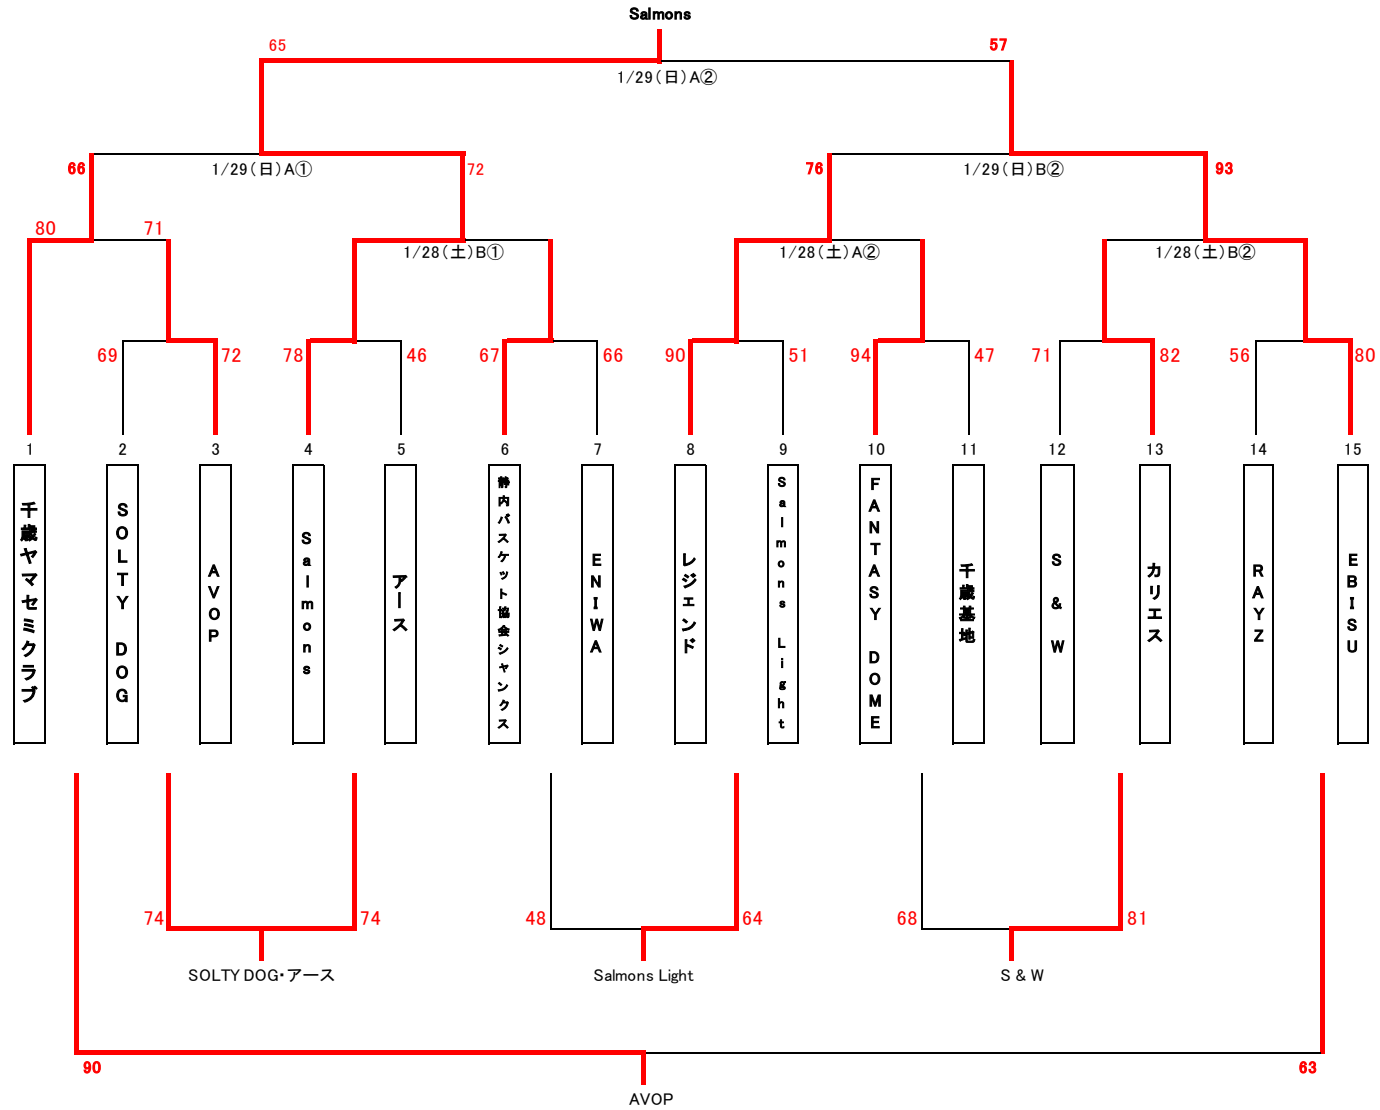 Salmons
65 57
1/29(日)A②
66 1/29(日)A① 72 76 1/29(日)B② 93
80 71
1/28(土)B① 1/28(土)A② 1/28(土)B②
69 72 78 46 67 66 90 51 94 47 71 82 56 80
1 2 3 4 5 6 7 8 9 10 11 12 13 14 15
千歳ヤマセミクラブ
SOLTY DOG
AVOP
Salmons
アース
静内バスケット協会シャンクス
ENIWA
レジェンド
Salmons Light
FANTASY DOME
千歳基地
S & W
カリエス
RAYZ
EBISU
74 74 48 64 68 81
SOLTY DOG・アース Salmons Light S & W
90 63
AVOP